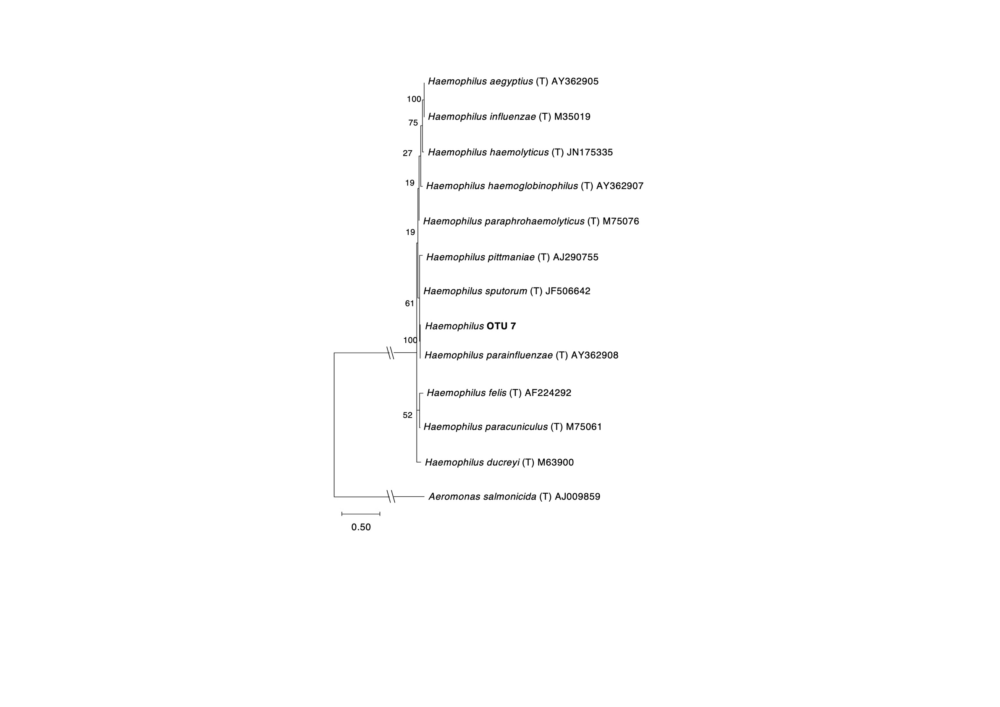 Haemophilus aegyptius (T) AY362905
100
Haemophilus influenzae (T) M35019
75
Haemophilus haemolyticus (T) JN175335
27
19
Haemophilus haemoglobinophilus (T) AY362907
Haemophilus paraphrohaemolyticus (T) M75076
19
Haemophilus pittmaniae (T) AJ290755
Haemophilus sputorum (T) JF506642
61
Haemophilus OTU 7
100
Haemophilus parainfluenzae (T) AY362908
Haemophilus felis (T) AF224292
52
Haemophilus paracuniculus (T) M75061
Haemophilus ducreyi (T) M63900
Aeromonas salmonicida (T) AJ009859
0.50